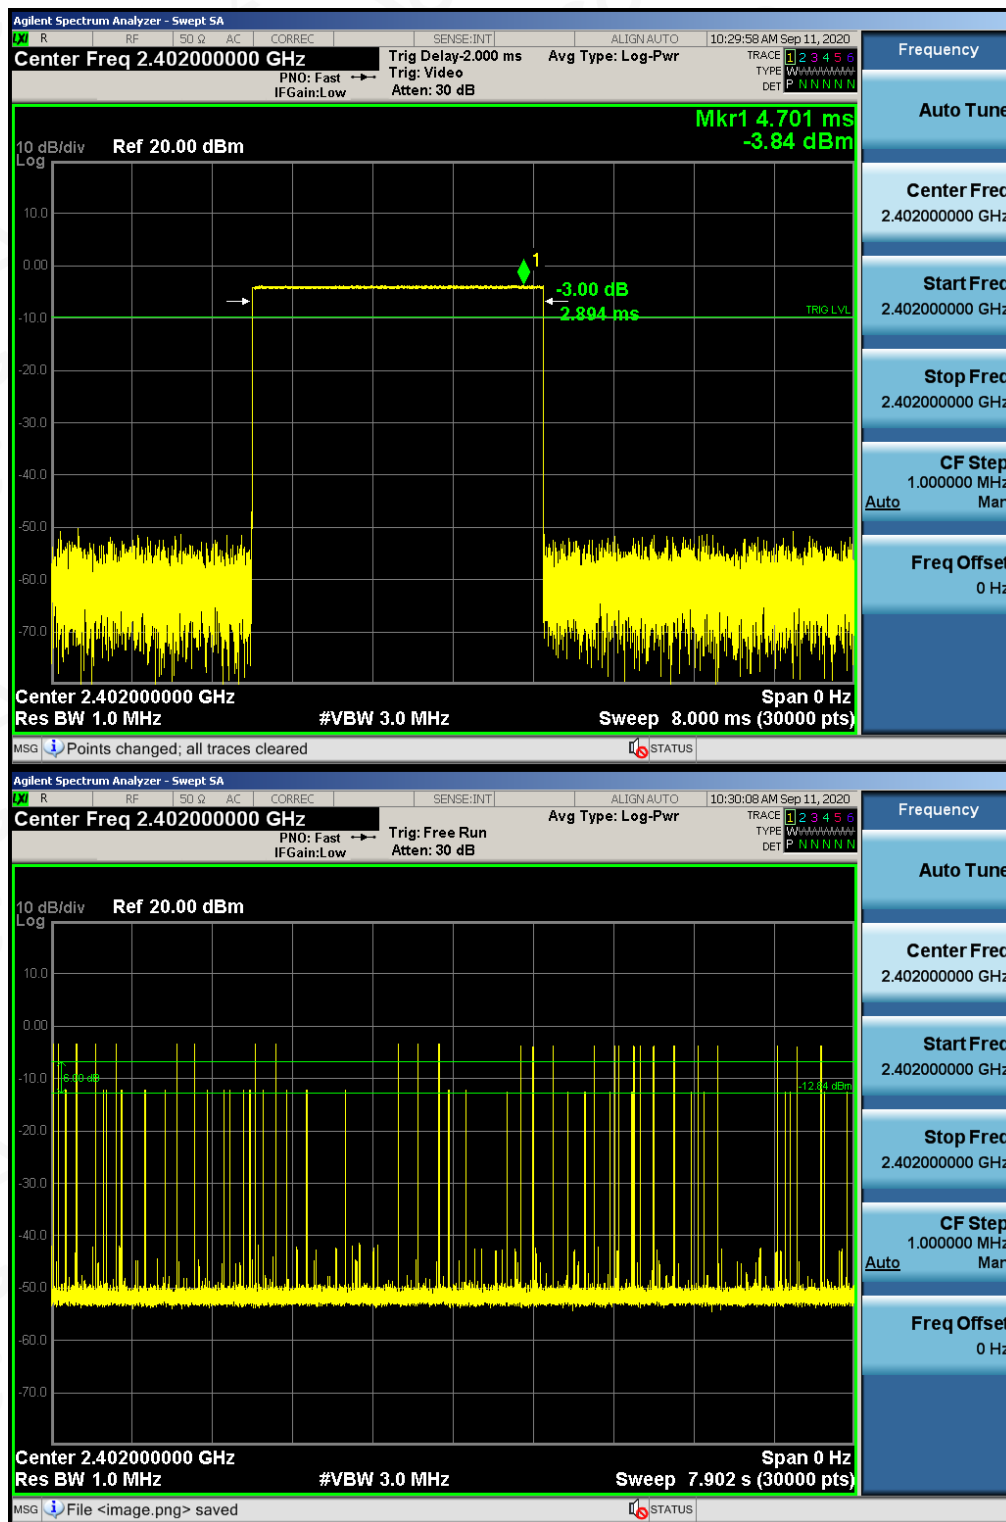 Agilent Spectrum Analyzer - Swept SA
LXI R RF 50 Ω AC CORREC SENSE:INT ALIGN AUTO 10:29:58 AM Sep 11, 2020
Center Freq 2.402000000 GHz
PNO: Fast
IFGain:Low
Trig Delay-2.000 ms
Trig: Video
Atten: 30 dB
Avg Type: Log-Pwr
TRACE 1 2 3 4 5 6
TYPE
DET P N N N N N
Mkr1 4.701 ms
-3.84 dBm
10 dB/div Ref 20.00 dBm
Log
10.0
0.00
1
-3.00 dB
2.894 ms
TRIG LVL
-10.0
-20.0
-30.0
-40.0
-50.0
-60.0
-70.0
Center 2.402000000 GHz Span 0 Hz
Res BW 1.0 MHz #VBW 3.0 MHz Sweep 8.000 ms (30000 pts)
MSG Points changed; all traces cleared STATUS
Frequency
Auto Tune
Center Freq
2.402000000 GHz
Start Freq
2.402000000 GHz
Stop Freq
2.402000000 GHz
CF Step
1.000000 MHz
Auto Man
Freq Offset
0 Hz
Agilent Spectrum Analyzer - Swept SA
LXI R RF 50 Ω AC CORREC SENSE:INT ALIGN AUTO 10:30:08 AM Sep 11, 2020
Center Freq 2.402000000 GHz
PNO: Fast
IFGain:Low
Trig: Free Run
Atten: 30 dB
Avg Type: Log-Pwr
TRACE 1 2 3 4 5 6
TYPE
DET P N N N N N
10 dB/div Ref 20.00 dBm
Log
10.0
0.00
-10.0
6.00 dB
-12.84 dBm
-20.0
-30.0
-40.0
-50.0
-60.0
-70.0
Center 2.402000000 GHz Span 0 Hz
Res BW 1.0 MHz #VBW 3.0 MHz Sweep 7.902 s (30000 pts)
MSG File <image.png> saved STATUS
Frequency
Auto Tune
Center Freq
2.402000000 GHz
Start Freq
2.402000000 GHz
Stop Freq
2.402000000 GHz
CF Step
1.000000 MHz
Auto Man
Freq Offset
0 Hz